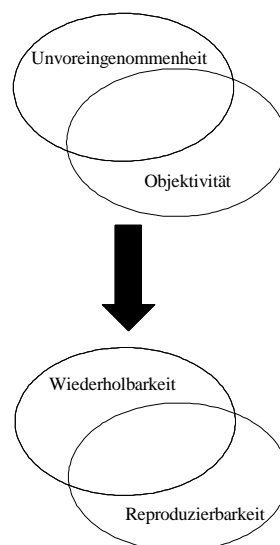 Unvoreingenommenheit
Objektivität
Wiederholbarkeit
Reproduzierbarkeit